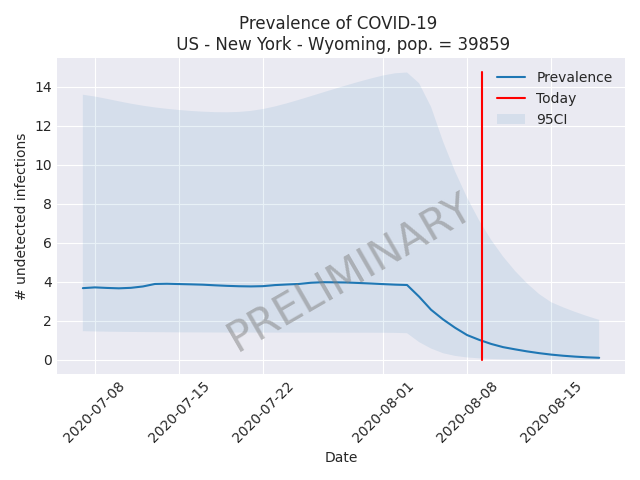 Prevalence of COVID-19
US - New York - Wyoming, pop. = 39859
# undetected infections
14
12
10
8
6
4
2
0
Prevalence
Today
95CI
PRELIMINARY
2020-07-08
2020-07-15
2020-07-22
2020-08-01
2020-08-08
2020-08-15
Date